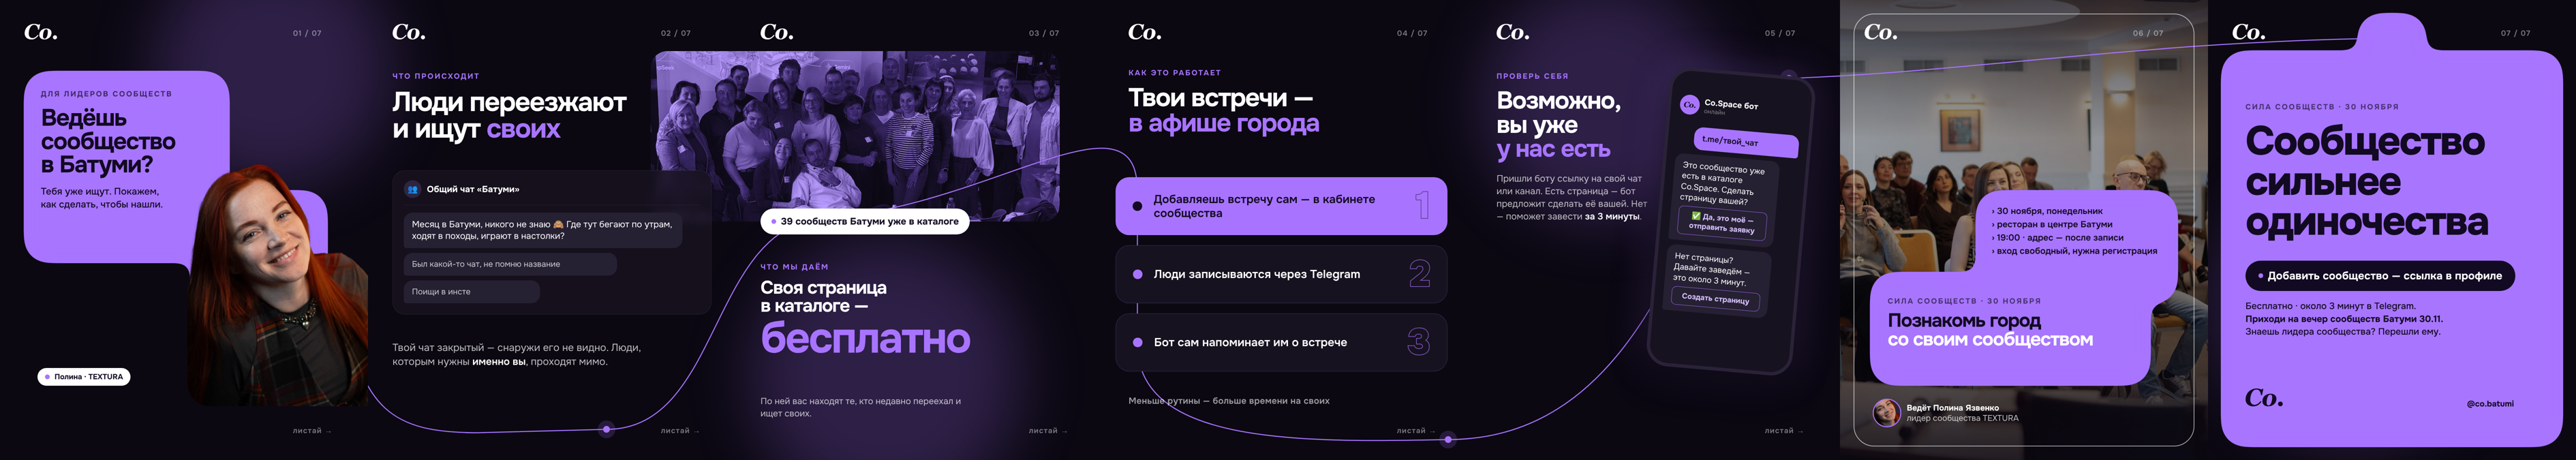 Co.
01 / 07
ДЛЯ ЛИДЕРОВ СООБЩЕСТВ
Ведёшь
сообщество
в Батуми?
Тебя уже ищут. Покажем,
как сделать, чтобы нашли.
Полина · TEXTURA
листай →
Co.
02 / 07
ЧТО ПРОИСХОДИТ
Люди переезжают
и ищут своих
Общий чат «Батуми»
Месяц в Батуми, никого не знаю 🙈 Где тут бегают по утрам,
ходят в походы, играют в настолки?
Был какой-то чат, не помню название
Поищи в инсте
Твой чат закрытый — снаружи его не видно. Люди,
которым нужны именно вы, проходят мимо.
листай →
Co.
03 / 07
39 сообществ Батуми уже в каталоге
ЧТО МЫ ДАЁМ
Своя страница
в каталоге —
бесплатно
По ней вас находят те, кто недавно переехал и
ищет своих.
листай →
Co.
04 / 07
КАК ЭТО РАБОТАЕТ
Твои встречи —
в афише города
Добавляешь встречу сам — в кабинете
сообщества
1
Люди записываются через Telegram
2
Бот сам напоминает им о встрече
3
Меньше рутины — больше времени на своих
листай →
Co.
05 / 07
ПРОВЕРЬ СЕБЯ
Возможно,
вы уже
у нас есть
Пришли боту ссылку на свой чат
или канал. Есть страница — бот
предложит сделать её вашей. Нет
— поможет завести за 3 минуты.
Co.
Co.Space бот
онлайн
t.me/твой_чат
Это сообщество уже
есть в каталоге
Co.Space. Сделать
страницу вашей?
✅ Да, это моё —
отправить заявку
Нет страницы?
Давайте заведём —
это около 3 минут.
Создать страницу
листай →
Co.
06 / 07
› 30 ноября, понедельник
› ресторан в центре Батуми
› 19:00 · адрес — после записи
› вход свободный, нужна регистрация
СИЛА СООБЩЕСТВ · 30 НОЯБРЯ
Познакомь город
со своим сообществом
Ведёт Полина Язвенко
лидер сообщества TEXTURA
Co.
07 / 07
СИЛА СООБЩЕСТВ · 30 НОЯБРЯ
Сообщество
сильнее
одиночества
Добавить сообщество — ссылка в профиле
Бесплатно · около 3 минут в Telegram.
Приходи на вечер сообществ Батуми 30.11.
Знаешь лидера сообщества? Перешли ему.
Co.
@co.batumi